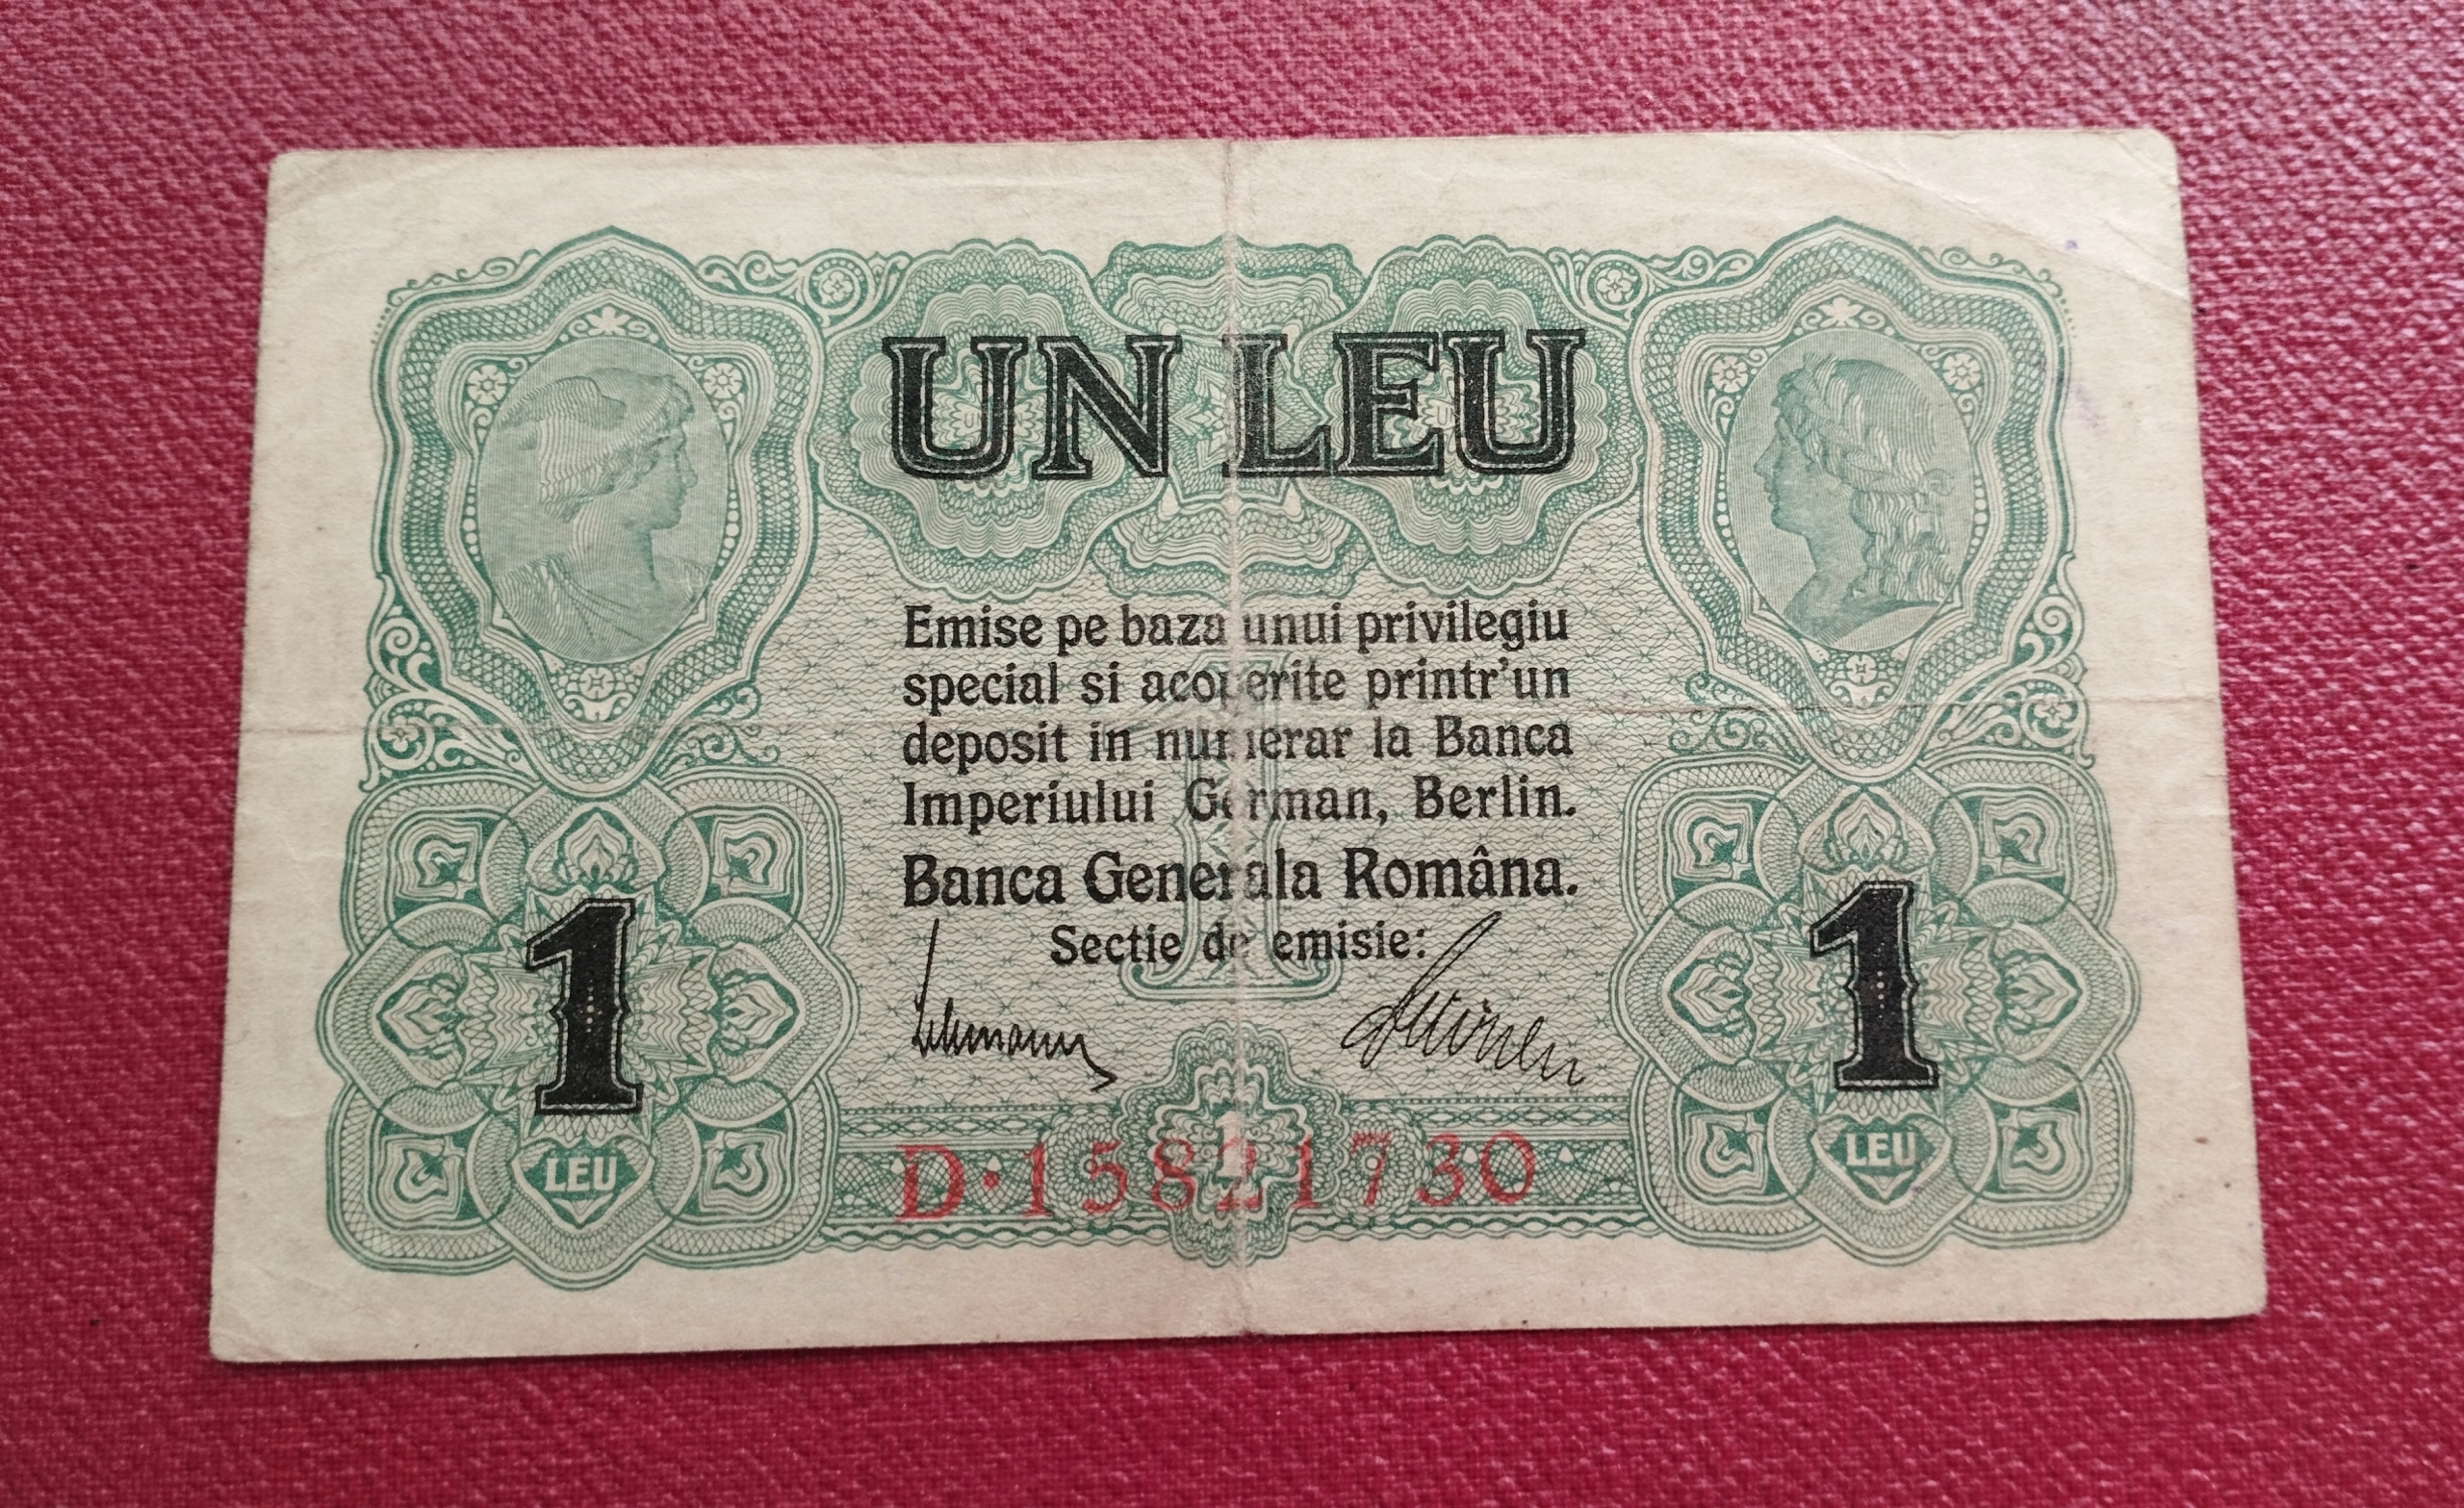 UN LEU
Emise pe baza unui privilegiu
special si acoperite printr'un
deposit in numerar la Banca
Imperiului German, Berlin.
Banca Generala Româna.
Sectie de emisie:
1
1
LEU
LEU
D·15821730
1